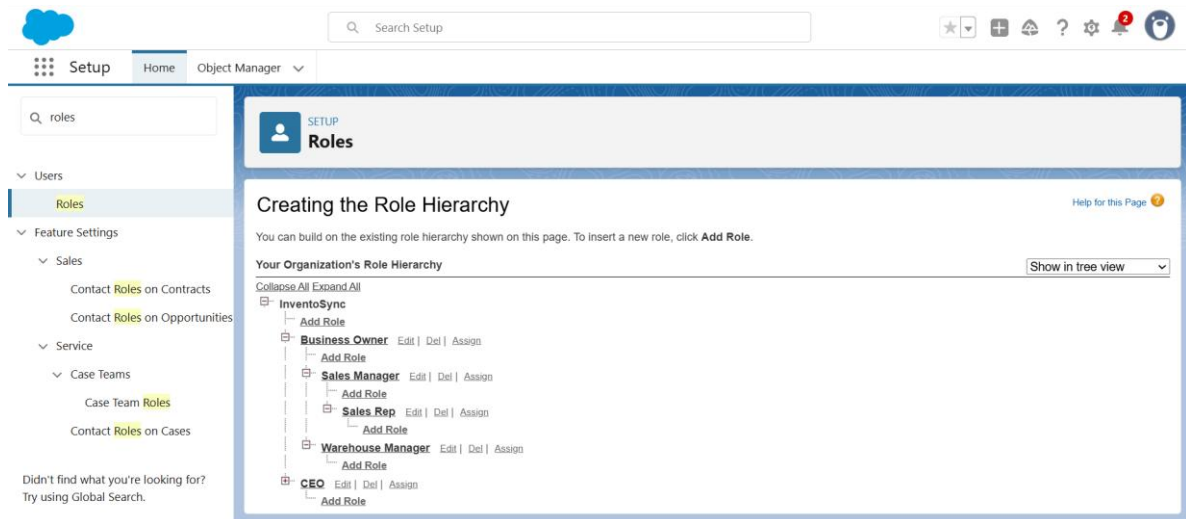 Search Setup
2
Setup Home Object Manager
roles
Users
Roles
Feature Settings
Sales
Contact Roles on Contracts
Contact Roles on Opportunities
Service
Case Teams
Case Team Roles
Contact Roles on Cases
Didn't find what you're looking for?
Try using Global Search.
SETUP
Roles
Creating the Role Hierarchy
Help for this Page ?
You can build on the existing role hierarchy shown on this page. To insert a new role, click Add Role.
Your Organization's Role Hierarchy
Show in tree view
Collapse All Expand All
InventoSync
Add Role
Business Owner Edit | Del | Assign
Add Role
Sales Manager Edit | Del | Assign
Add Role
Sales Rep Edit | Del | Assign
Add Role
Warehouse Manager Edit | Del | Assign
Add Role
CEO Edit | Del | Assign
Add Role